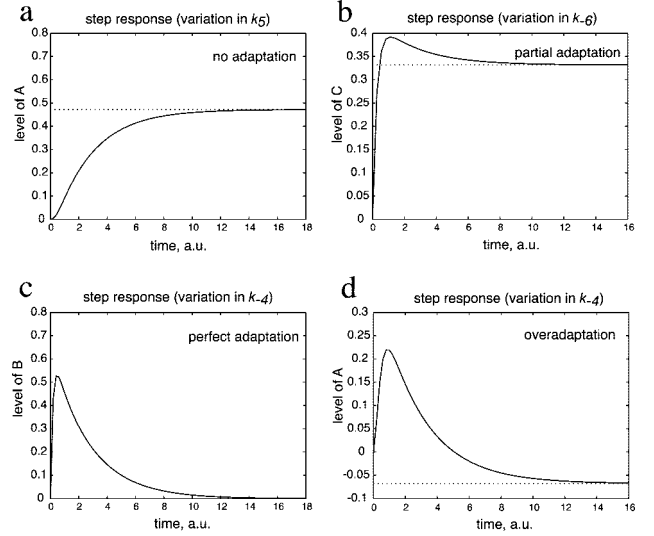 a
step response (variation in k5)
0.8
0.7
0.6
0.5
0.4
0.3
0.2
0.1
0
level of A
no adaptation
0 2 4 6 8 10 12 14 16 18
time, a.u.
b
step response (variation in k-6)
0.4
0.35
0.3
0.25
0.2
0.15
0.1
0.05
0
level of C
partial adaptation
0 2 4 6 8 10 12 14 16
time, a.u.
c
step response (variation in k-4)
0.8
0.7
0.6
0.5
0.4
0.3
0.2
0.1
0
level of B
perfect adaptation
0 2 4 6 8 10 12 14 16 18
time, a.u.
d
step response (variation in k-4)
0.3
0.25
0.2
0.15
0.1
0.05
0
-0.05
-0.1
level of A
overadaptation
0 2 4 6 8 10 12 14 16
time, a.u.